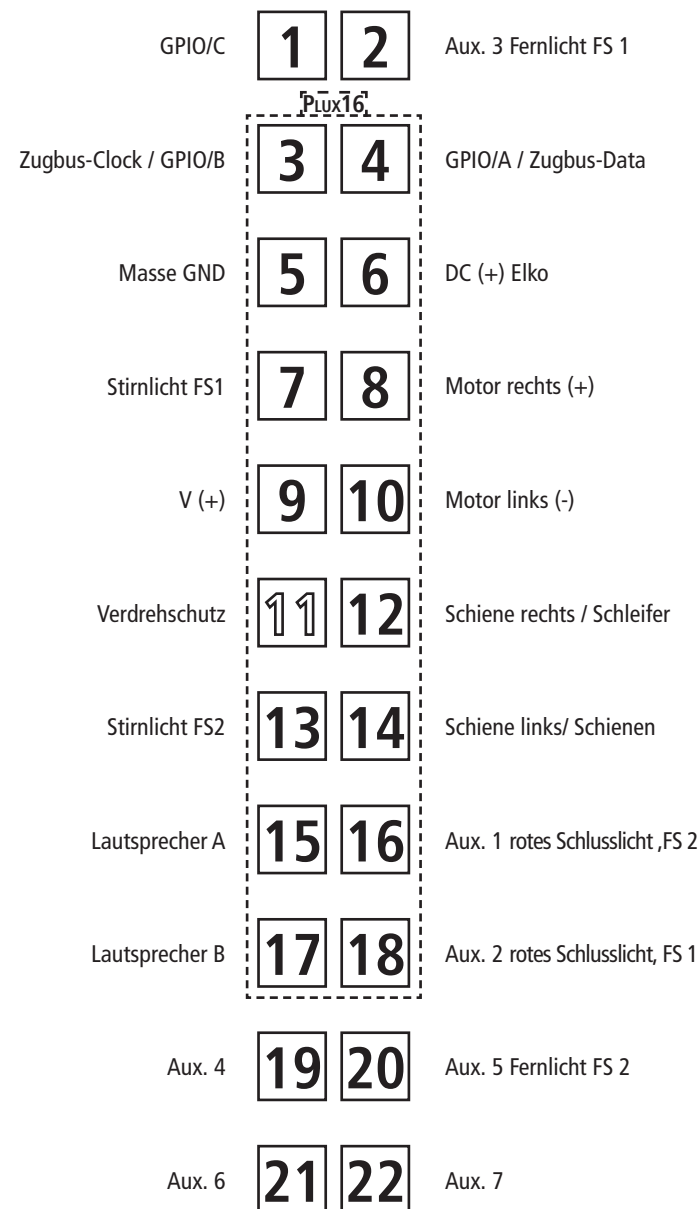 GPIO/C 1 2 Aux. 3 Fernlicht FS 1
PLUX16
Zugbus-Clock / GPIO/B 3 4 GPIO/A / Zugbus-Data
Masse GND 5 6 DC (+) Elko
Stirnlicht FS1 7 8 Motor rechts (+)
V (+) 9 10 Motor links (-)
Verdrehschutz 11 12 Schiene rechts / Schleifer
Stirnlicht FS2 13 14 Schiene links/ Schienen
Lautsprecher A 15 16 Aux. 1 rotes Schlusslicht ,FS 2
Lautsprecher B 17 18 Aux. 2 rotes Schlusslicht, FS 1
Aux. 4 19 20 Aux. 5 Fernlicht FS 2
Aux. 6 21 22 Aux. 7